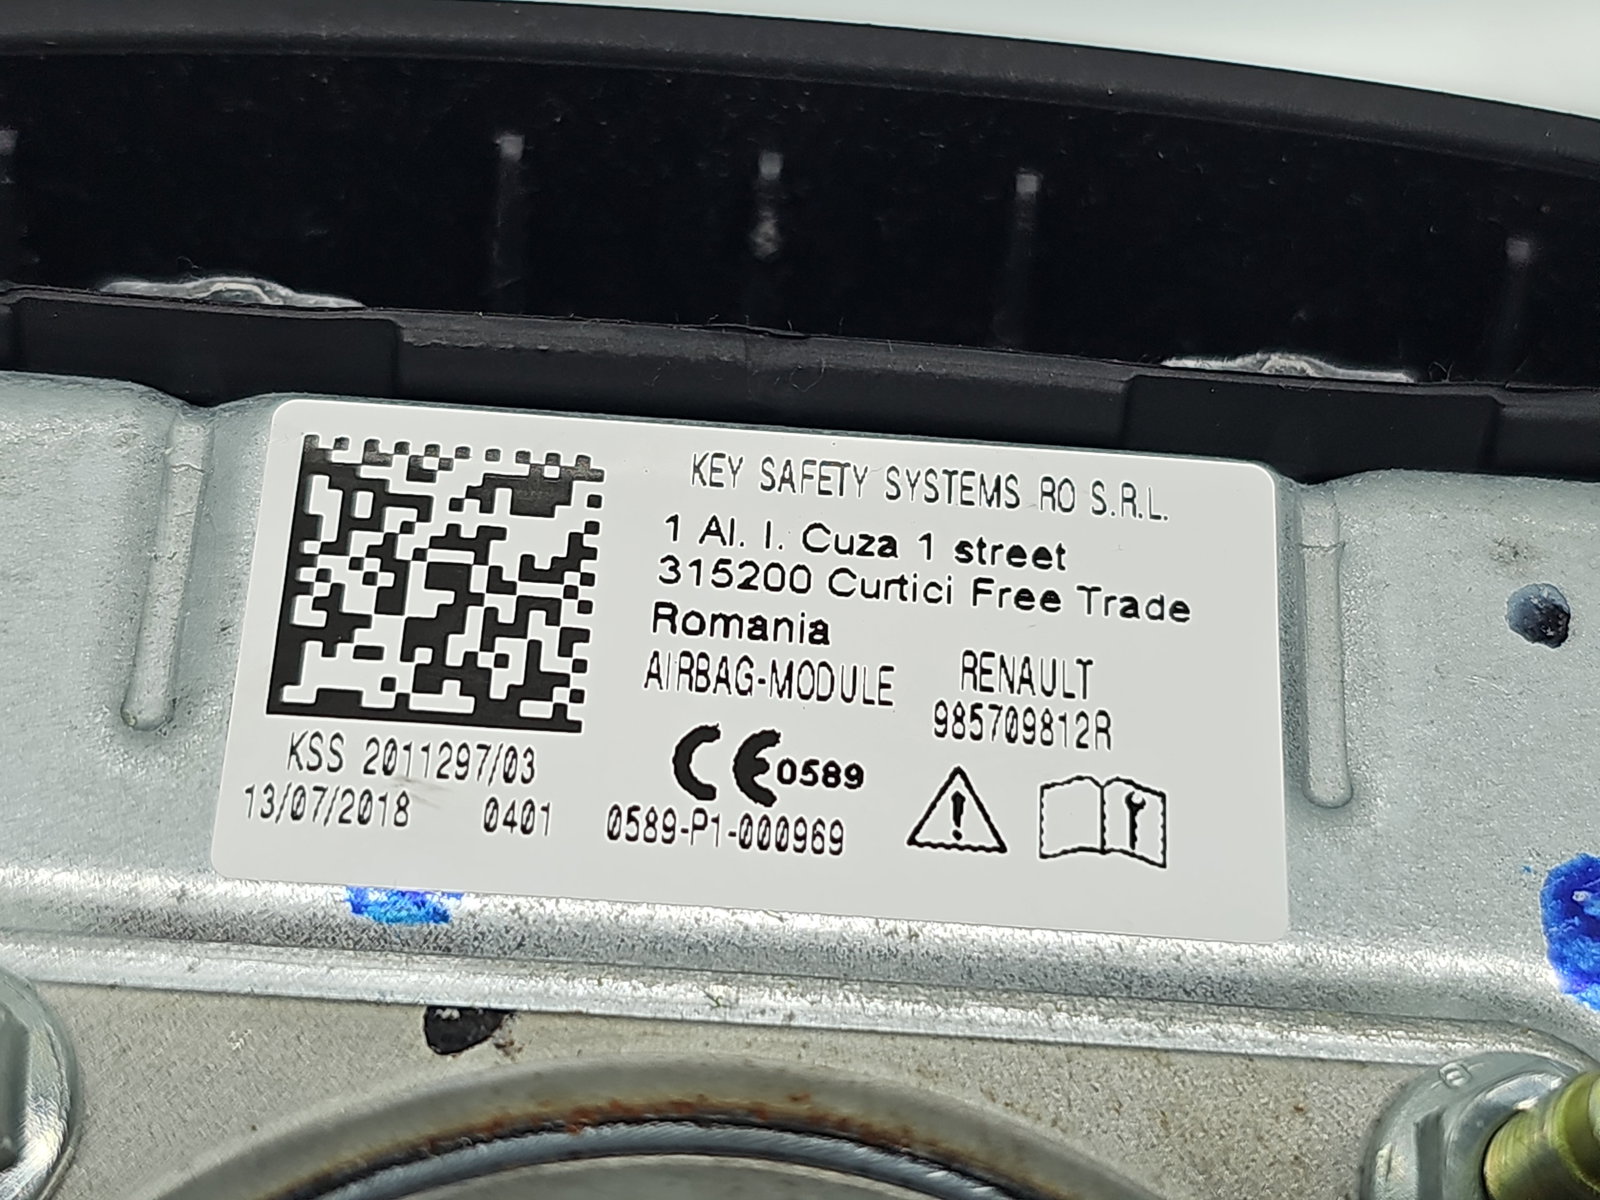 KEY SAFETY SYSTEMS RO S.R.L.
1 Al. I. Cuza 1 street
315200 Curtici Free Trade
Romania
AIRBAG-MODULE RENAULT
985709812R
KSS 2011297/03
CE 0589
13/07/2018 0401
0589-P1-000969